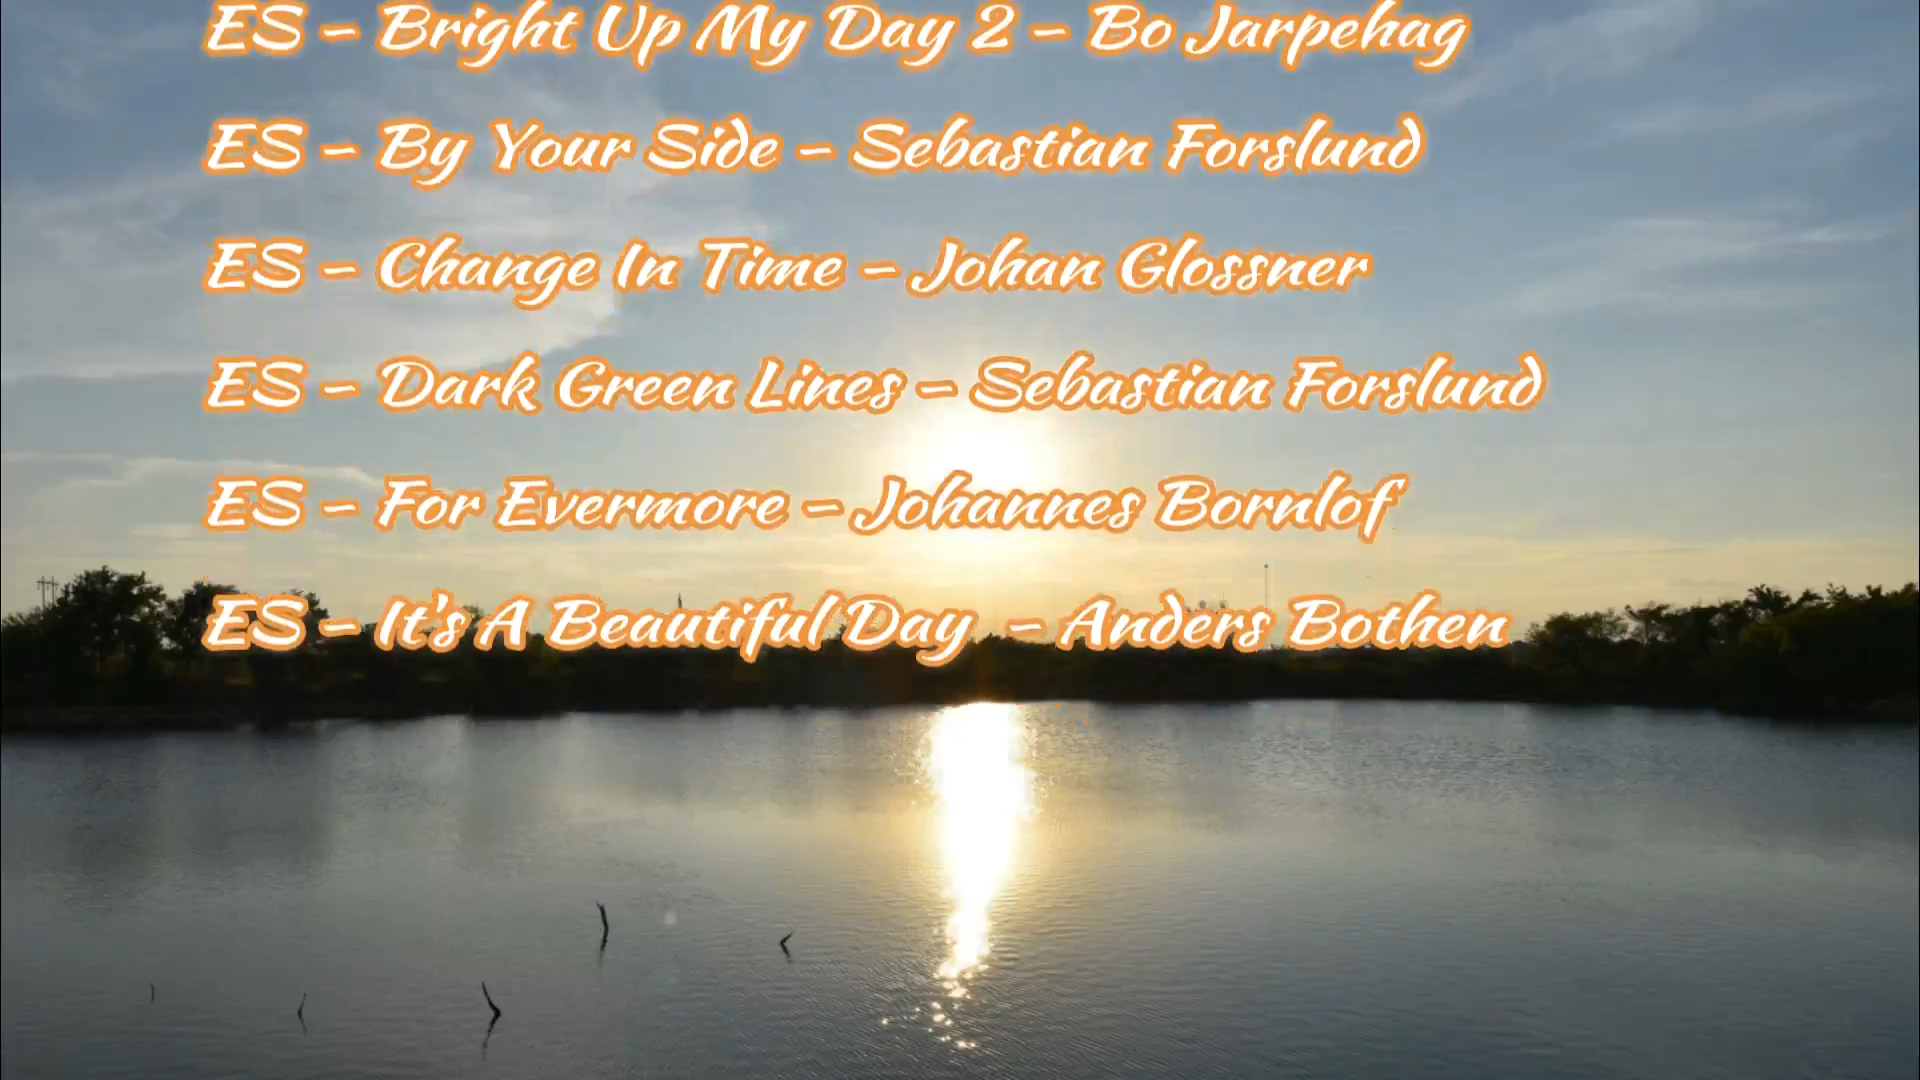 ES – Bright Up My Day 2 – Bo Jarpehag
ES – By Your Side – Sebastian Forslund
ES – Change In Time – Johan Glossner
ES – Dark Green Lines – Sebastian Forslund
ES – For Evermore – Johannes Bornlof
ES – It's A Beautiful Day – Anders Bothen